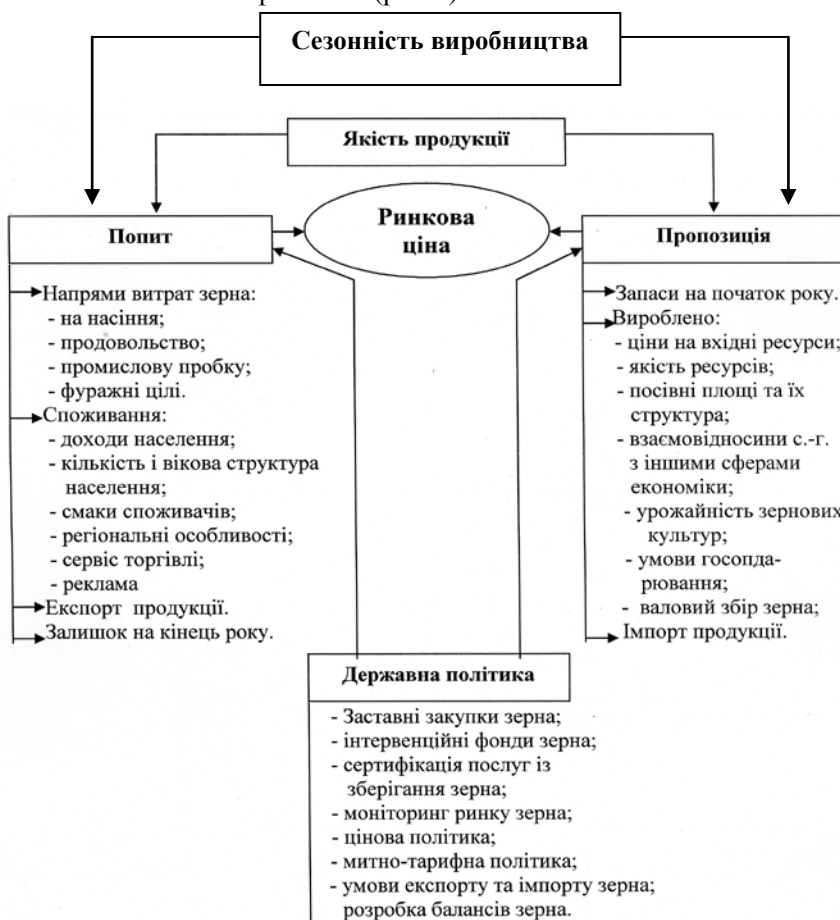 Сезонність виробництва
Якість продукції
Ринкова
ціна
Попит
Напрями витрат зерна:
- на насіння;
- продовольство;
- промислову пробку;
- фуражні цілі.
Споживання:
- доходи населення;
- кількість і вікова структура
населення;
- смаки споживачів;
- регіональні особливості;
- сервіс торгівлі;
- реклама
Експорт продукції.
Залишок на кінець року.
Пропозиція
Запаси на початок року.
Вироблено:
- ціни на вхідні ресурси;
- якість ресурсів;
- посівні площі та їх
структура;
- взаємовідносини с.-г.
з іншими сферами
економіки;
- урожайність зернових
культур;
- умови госопда-
рювання;
- валовий збір зерна;
Імпорт продукції.
Державна політика
- Заставні закупки зерна;
- інтервенційні фонди зерна;
- сертифікація послуг із
зберігання зерна;
- моніторинг ринку зерна;
- цінова політика;
- митно-тарифна політика;
- умови експорту та імпорту зерна;
розробка балансів зерна.